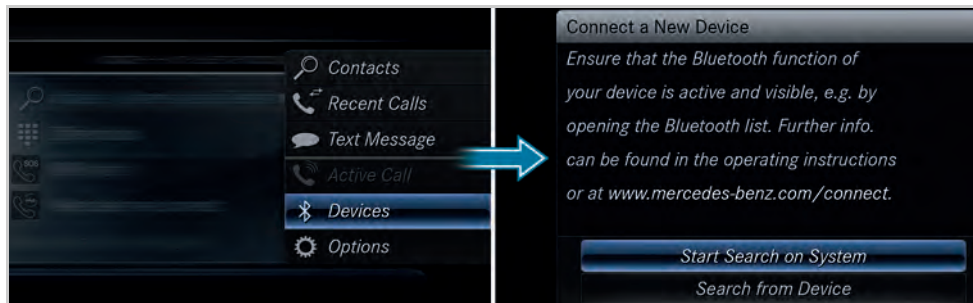 Contacts
Recent Calls
Text Message
Active Call
Devices
Options
SOS
Connect a New Device
Ensure that the Bluetooth function of
your device is active and visible, e.g. by
opening the Bluetooth list. Further info.
can be found in the operating instructions
or at www.mercedes-benz.com/connect.
Start Search on System
Search from Device